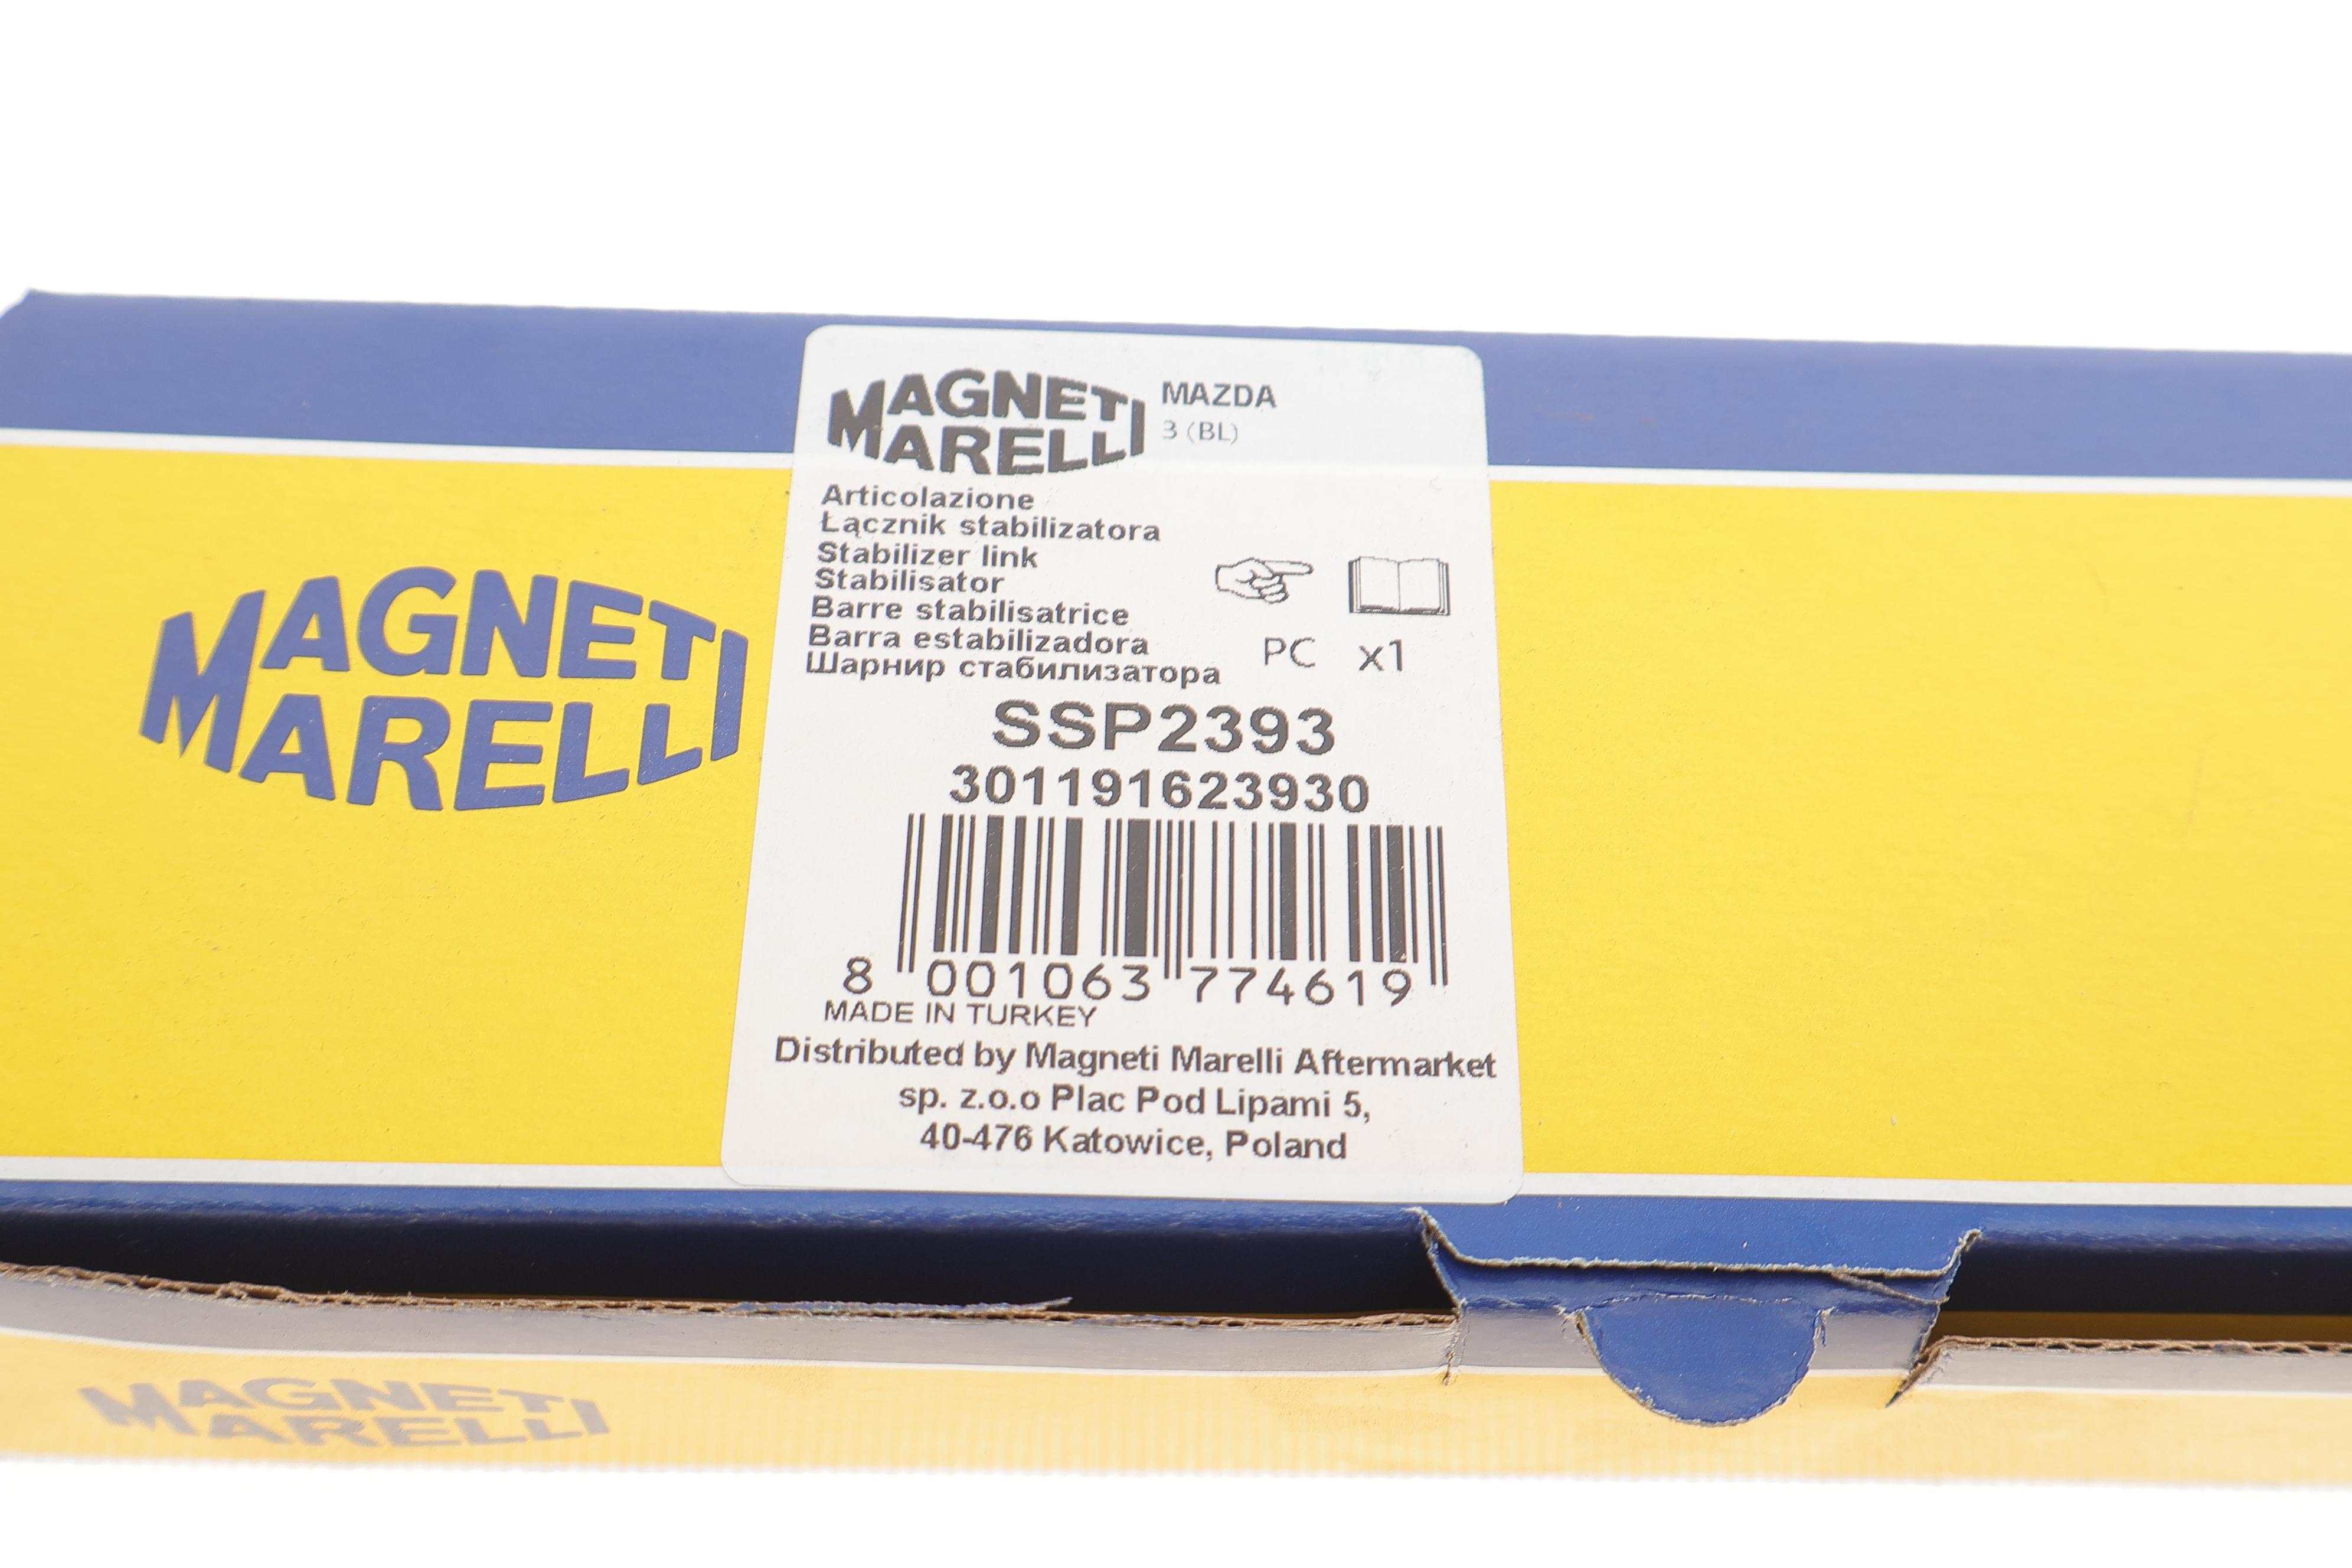 MAGNETI
MARELLI
MAGNETI
MARELLI
MAZDA
3 (BL)
Articolazione
Łącznik stabilizatora
Stabilizer link
Stabilisator
Barre stabilisatrice
Barra estabilizadora
Шарнир стабилизатора
PC x1
SSP2393
301191623930
8 001063 774619
MADE IN TURKEY
Distributed by Magneti Marelli Aftermarket
sp. z.o.o Plac Pod Lipami 5,
40-476 Katowice, Poland
MAGNETI
MARELLI